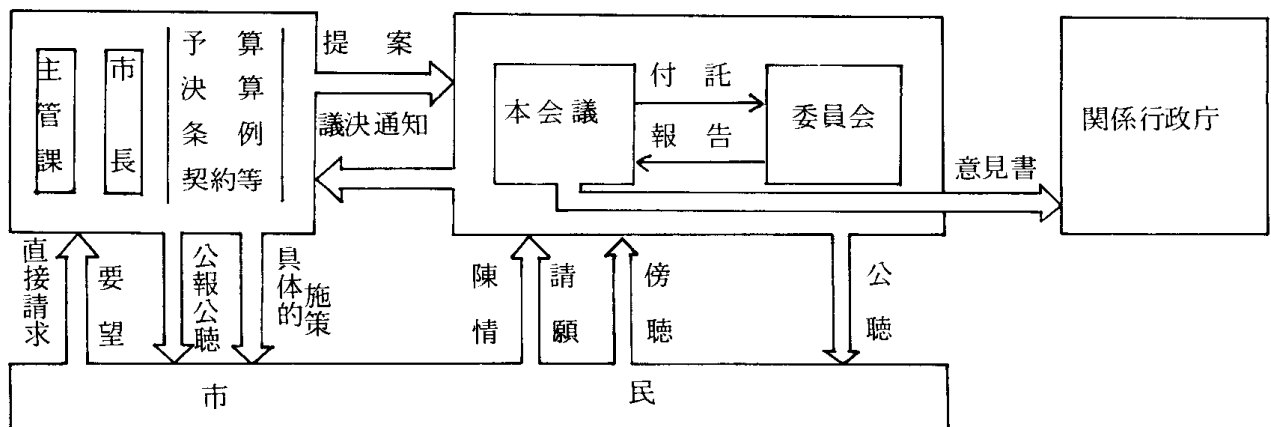 主管課
市長
予算
決算
条例
契約等
提案
議決通知
本会議
付託
報告
委員会
意見書
関係行政庁
直接請求
要望
公報公聴
具体的
施策
陳情
請願
傍聴
公聴
市民